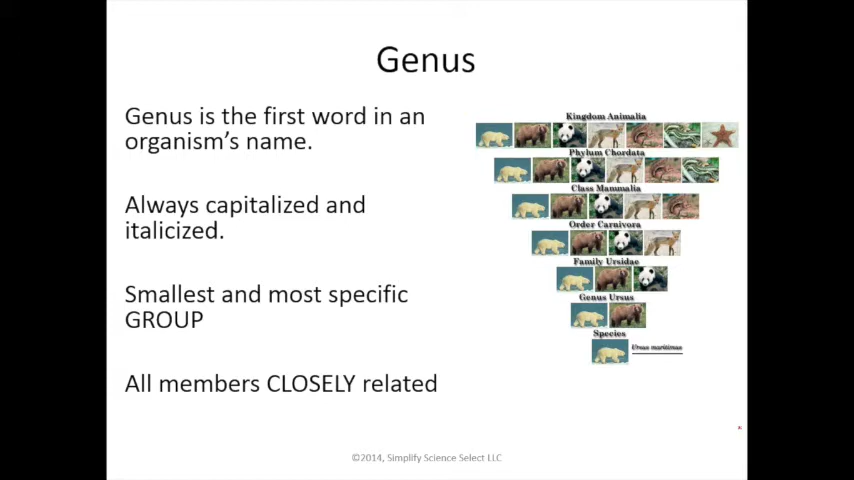 Genus
Genus is the first word in an
organism's name.
Always capitalized and
italicized.
Smallest and most specific
GROUP
All members CLOSELY related
Kingdom Animalia
Phylum Chordata
Class Mammalia
Order Carnivora
Family Ursidae
Genus Ursus
Species
Ursus maritimus
©2014, Simplify Science Select LLC